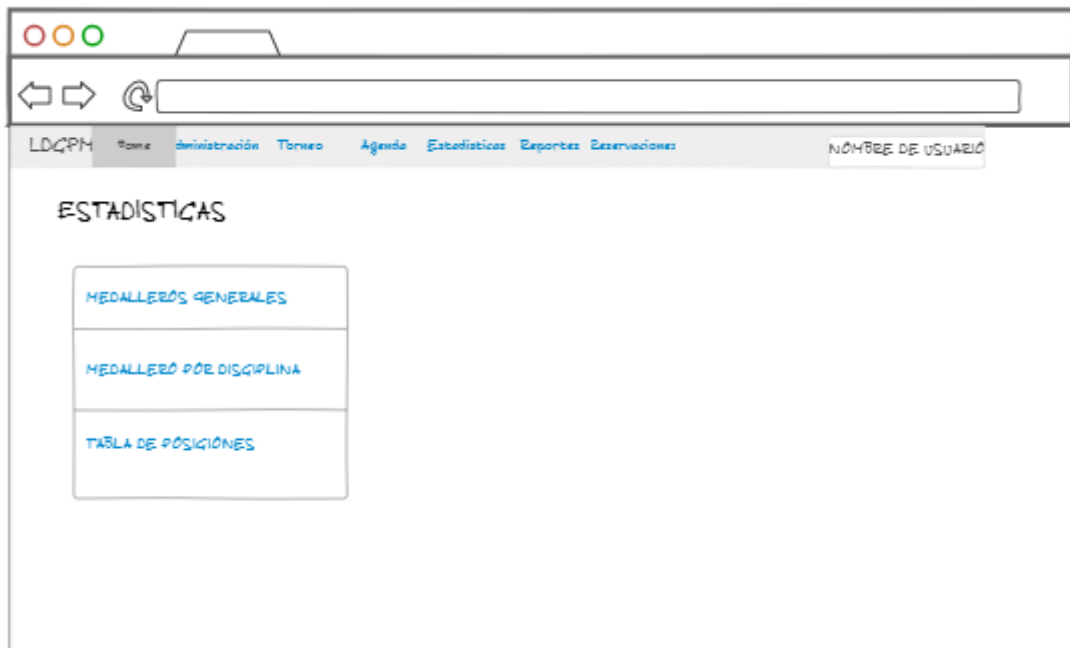 LDGPM Home dministración Torneo Agenda Estadisticas Reportes Reservaciones NOMBRE DE USUARIO
ESTADISTICAS
MEDALLEROS GENERALES
MEDALLERO POR DISCIPLINA
TABLA DE POSICIONES